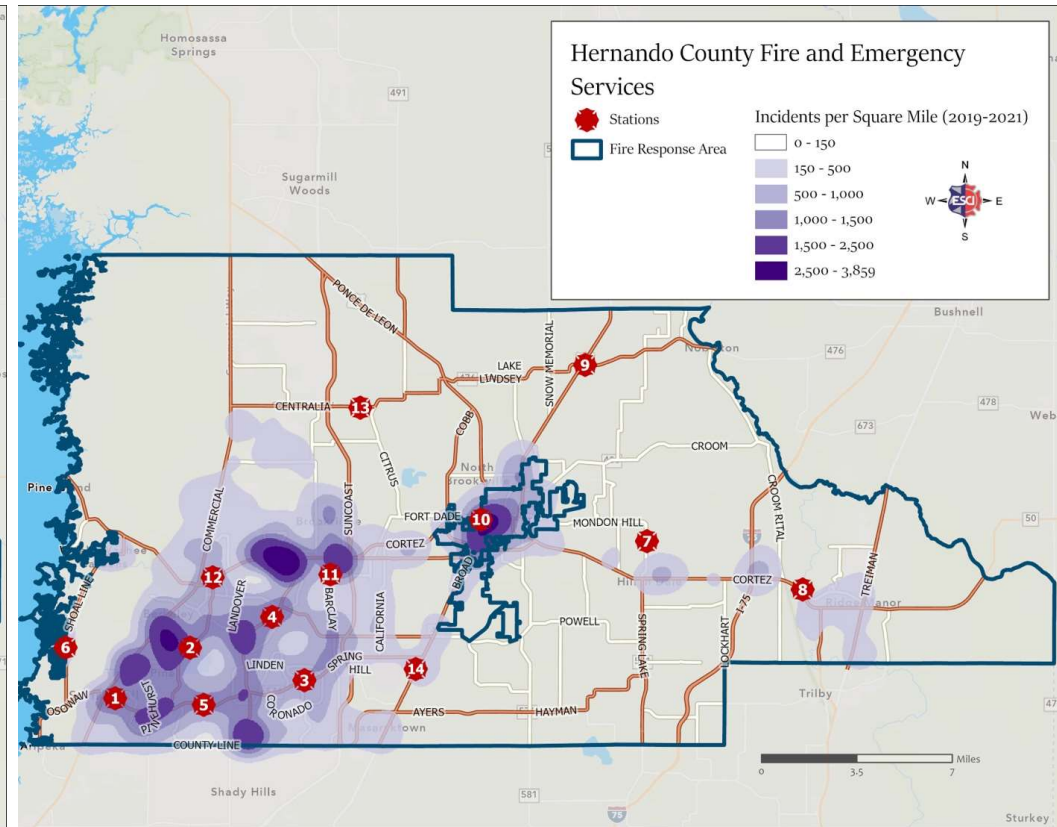 Homosassa
Springs
491
Hernando County Fire and Emergency
Services
Stations
Fire Response Area
Incidents per Square Mile (2019-2021)
0 - 150
150 - 500
500 - 1,000
1,000 - 1,500
1,500 - 2,500
2,500 - 3,859
N
W
ESCI
E
S
Sugarmill
Woods
PONCE DE LEON
SNOW MEMORIAL
Bushnell
476
LAKE
LINDSEY
9
CENTRALIA
13
COBB
478
673
CROOM
CITRUS
North
Pine
COMMERCIAL
SUNCOAST
FORT DADE
10
MONDON HILL
CROOM RITAL
50
CORTEZ
7
SHOAL LINE
12
11
BROAD
CORTEZ
8
TREIMAN
LANDOVER
4
BARCLAY
CALIFORNIA
I-75
POWELL
6
2
LINDEN
SPRING
HILL
14
SPRING LAKE
LOCKHART
3
1
OSOWAW
PINEHURST
5
CORONADO
AYERS
HAYMAN
Trilby
COUNTY LINE
Aripeka
Miles
0
3.5
7
Shady Hills
581
75
Sturkey